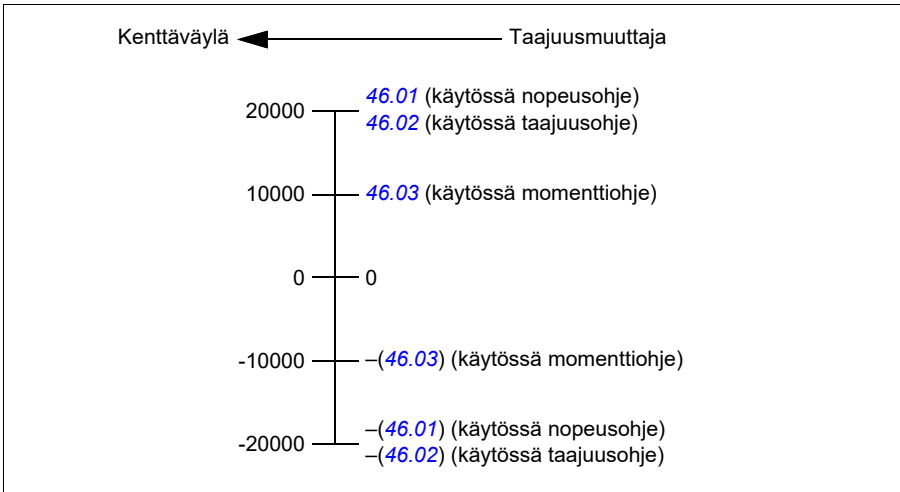 Kenttäväylä Taajuusmuuttaja
46.01 (käytössä nopeusohje)
20000
46.02 (käytössä taajuusohje)
10000 46.03 (käytössä momenttiohje)
0 0
-10000 –(46.03) (käytössä momenttiohje)
–(46.01) (käytössä nopeusohje)
-20000
–(46.02) (käytössä taajuusohje)